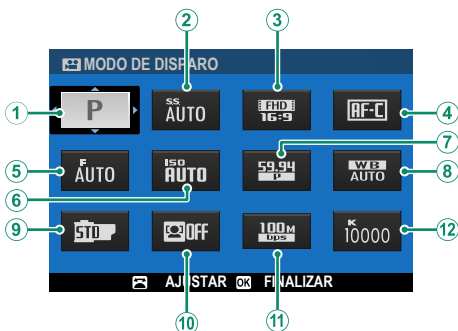 2 3
MODO DE DISPARO
1 P S.S. AUTO FHD 16:9 AF-C 4
7
5 F AUTO ISO AUTO 59.94 P WB AUTO 8
6
9 STD OFF 100M bps K 10000 12
AJUSTAR OK FINALIZAR
10 11